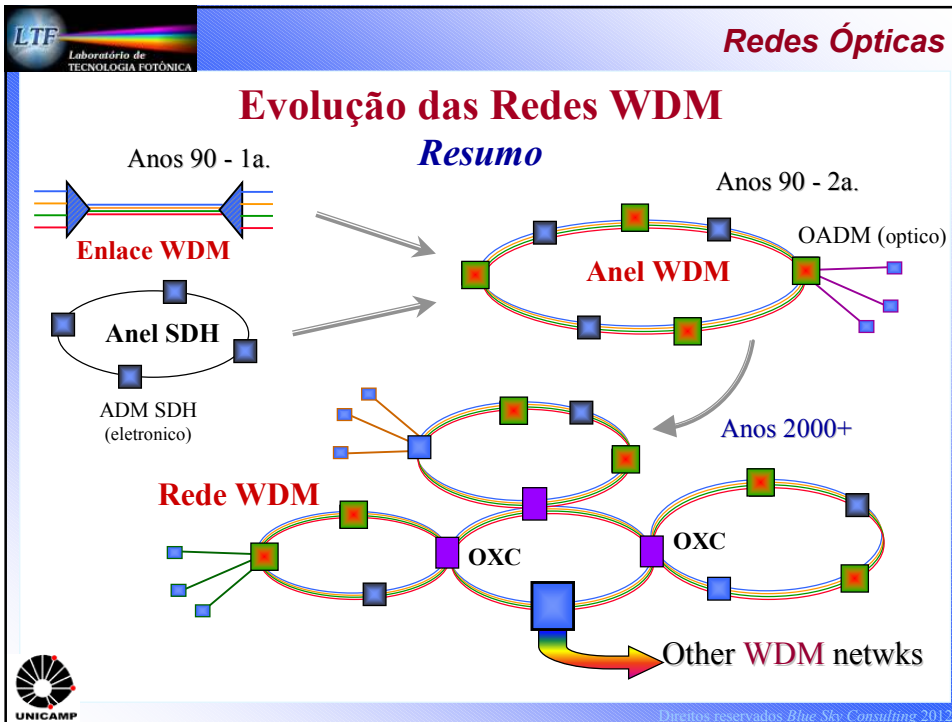 LTF
Laboratório de
TECNOLOGIA FOTÔNICA
Redes Ópticas
Evolução das Redes WDM
Resumo
Anos 90 - 1a.
Enlace WDM
Anel SDH
ADM SDH
(eletronico)
Anos 90 - 2a.
OADM (optico)
Anel WDM
Anos 2000+
Rede WDM
OXC
OXC
Other WDM netwks
UNICAMP
Direitos reservados Blue Sky Consulting 2012